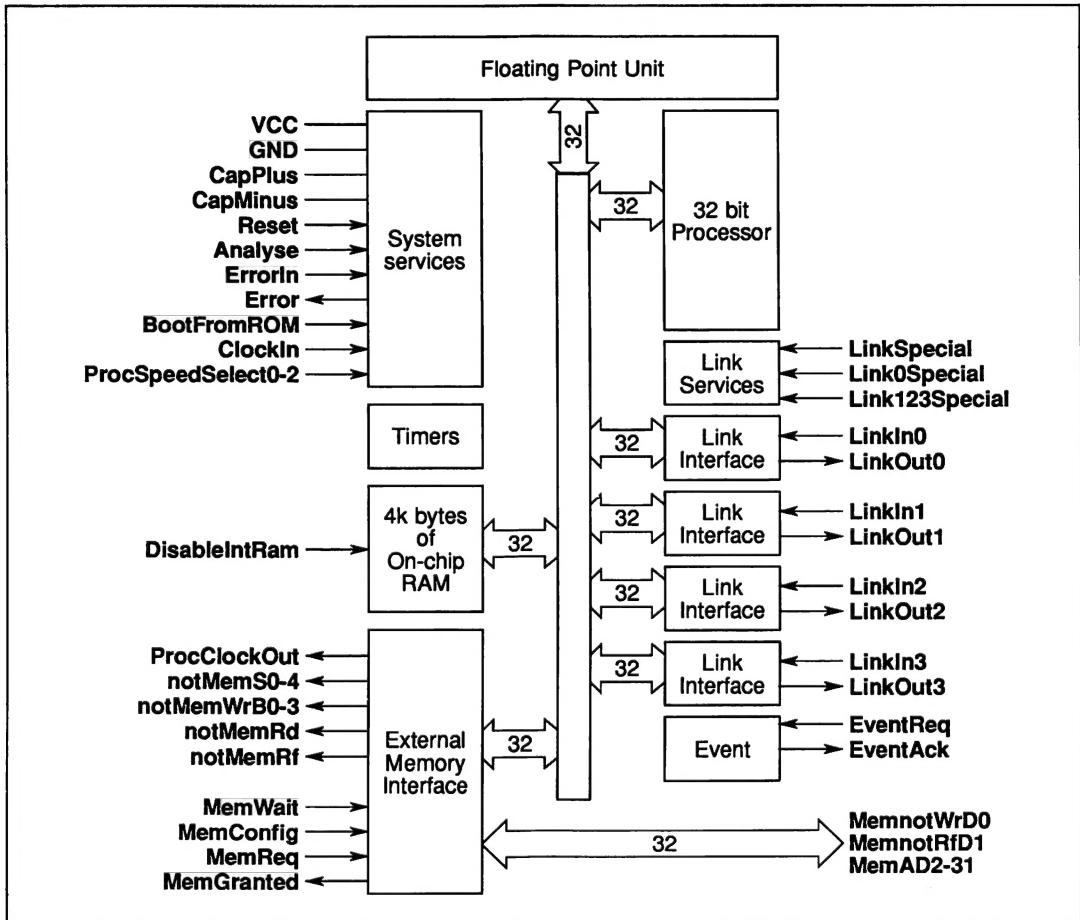 Floating Point Unit
32
VCC
GND
CapPlus
CapMinus
Reset
Analyse
ErrorIn
Error
BootFromROM
ClockIn
ProcSpeedSelect0-2
System
services
32
32 bit
Processor
Link
Services
LinkSpecial
Link0Special
Link123Special
Timers
32
Link
Interface
LinkIn0
LinkOut0
DisableIntRam
4k bytes
of
On-chip
RAM
32
32
Link
Interface
LinkIn1
LinkOut1
32
Link
Interface
LinkIn2
LinkOut2
32
Link
Interface
LinkIn3
LinkOut3
ProcClockOut
notMemS0-4
notMemWrB0-3
notMemRd
notMemRf
MemWait
MemConfig
MemReq
MemGranted
External
Memory
Interface
32
Event
EventReq
EventAck
32
MemnotWrD0
MemnotRfD1
MemAD2-31